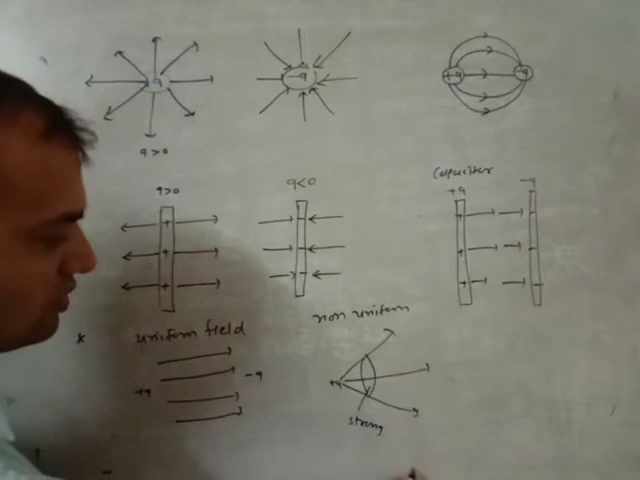 +q
-q
+q
-q
q>0
q>0
q<0
capacitor
+q
-q
+ - +
+ - + -
+ - + -
* uniform field
non uniform
+q
-q
+q
strong